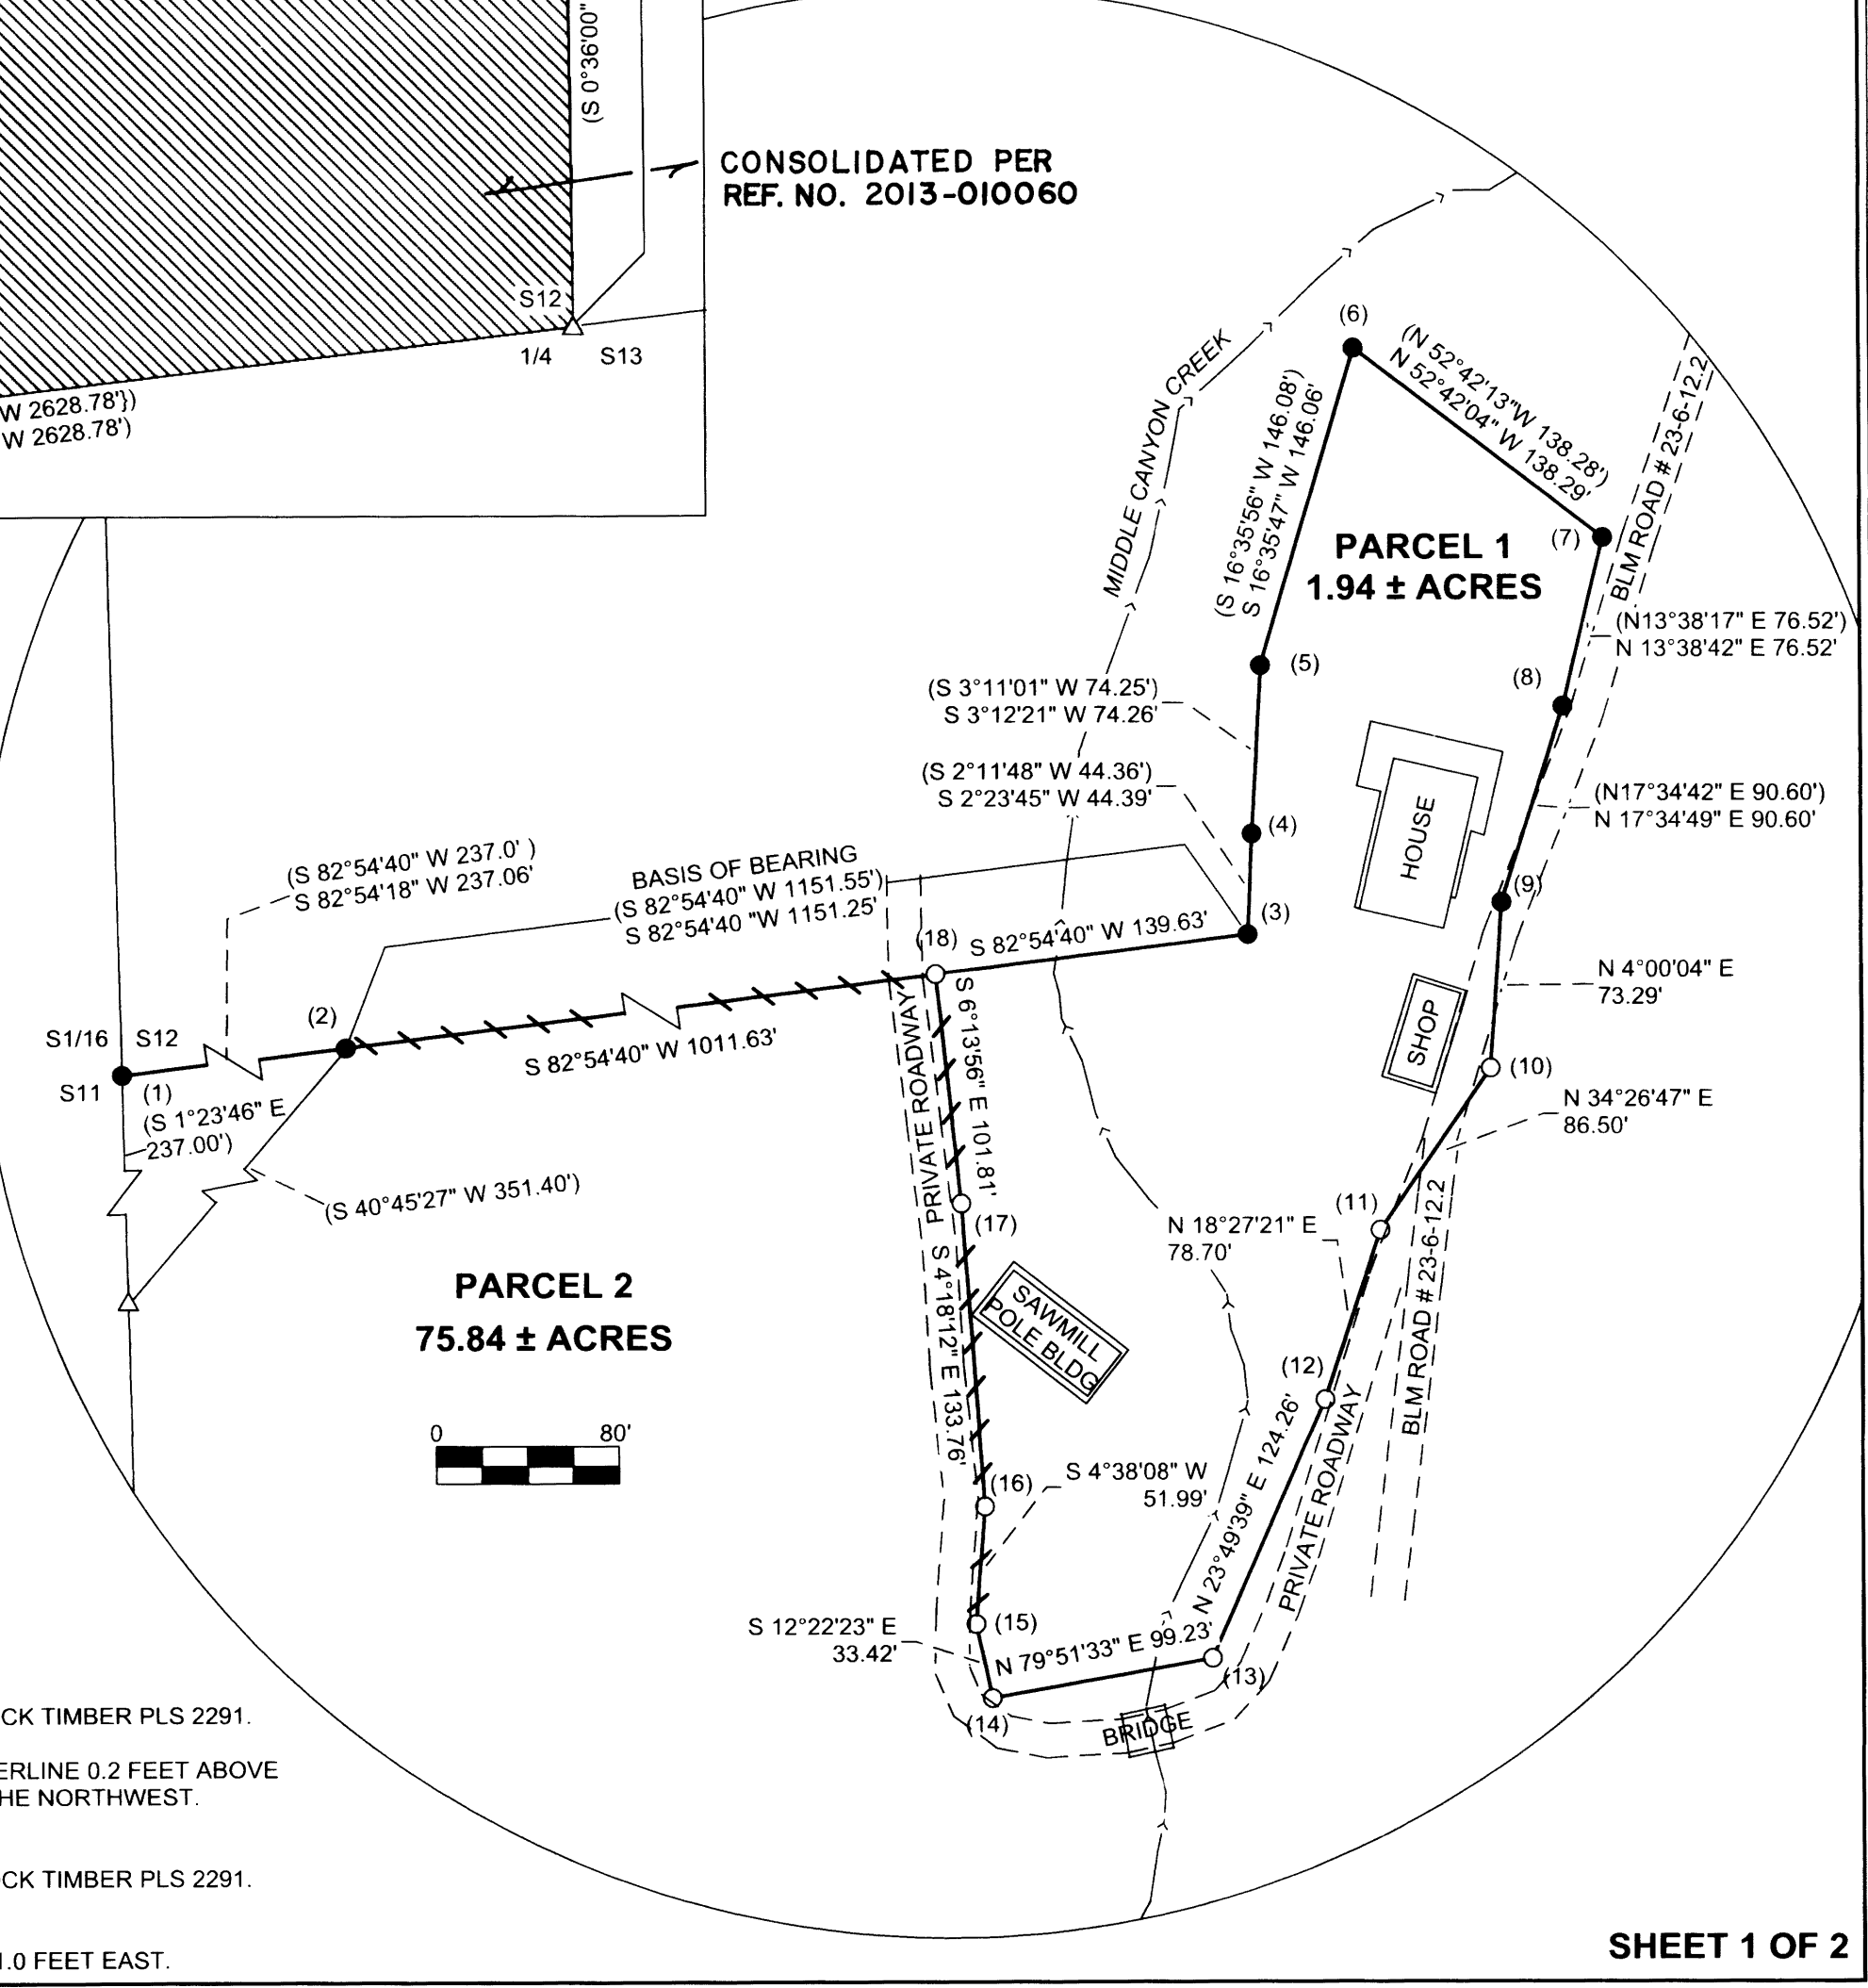 (S 0°36'00"
CONSOLIDATED PER
REF. NO. 2013-010060
S12
1/4 S13
W 2628.78'})
W 2628.78')
(6)
(N 52°42'13"W 138.28')
N 52°42'04" W 138.29'
MIDDLE CANYON CREEK
(S 16°35'56" W 146.08')
S 16°35'47" W 146.06'
BLM ROAD # 23-6-12.2
(7)
PARCEL 1
1.94 ± ACRES
(N13°38'17" E 76.52')
N 13°38'42" E 76.52'
(5)
(8)
(S 3°11'01" W 74.25')
S 3°12'21" W 74.26'
(S 2°11'48" W 44.36')
S 2°23'45" W 44.39'
(4)
HOUSE
(N17°34'42" E 90.60')
N 17°34'49" E 90.60'
(S 82°54'40" W 237.0' )
S 82°54'18" W 237.06'
BASIS OF BEARING
(S 82°54'40" W 1151.55')
S 82°54'40 "W 1151.25'
(9)
(3)
(18)
S 82°54'40" W 139.63'
N 4°00'04" E
73.29'
(2)
S1/16 S12
S 82°54'40" W 1011.63'
S11 (1)
(S 1°23'46" E
237.00')
PRIVATE ROADWAY
S 6°13'56" E 101.81'
SHOP
(10)
N 34°26'47" E
86.50'
(S 40°45'27" W 351.40')
(17)
(11)
N 18°27'21" E
78.70'
PARCEL 2
75.84 ± ACRES
S 4°18'12" E 133.76'
SAWMILL
POLE BLDG
BLM ROAD # 23-6-12.2
(12)
0 80'
PRIVATE ROADWAY
N 23°49'39" E 124.26'
(16)
S 4°38'08" W
51.99'
S 12°22'23" E
33.42'
(15)
N 79°51'33" E 99.23'
(13)
(14)
BRIDGE
CK TIMBER PLS 2291.
ERLINE 0.2 FEET ABOVE
HE NORTHWEST.
CK TIMBER PLS 2291.
1.0 FEET EAST.
SHEET 1 OF 2